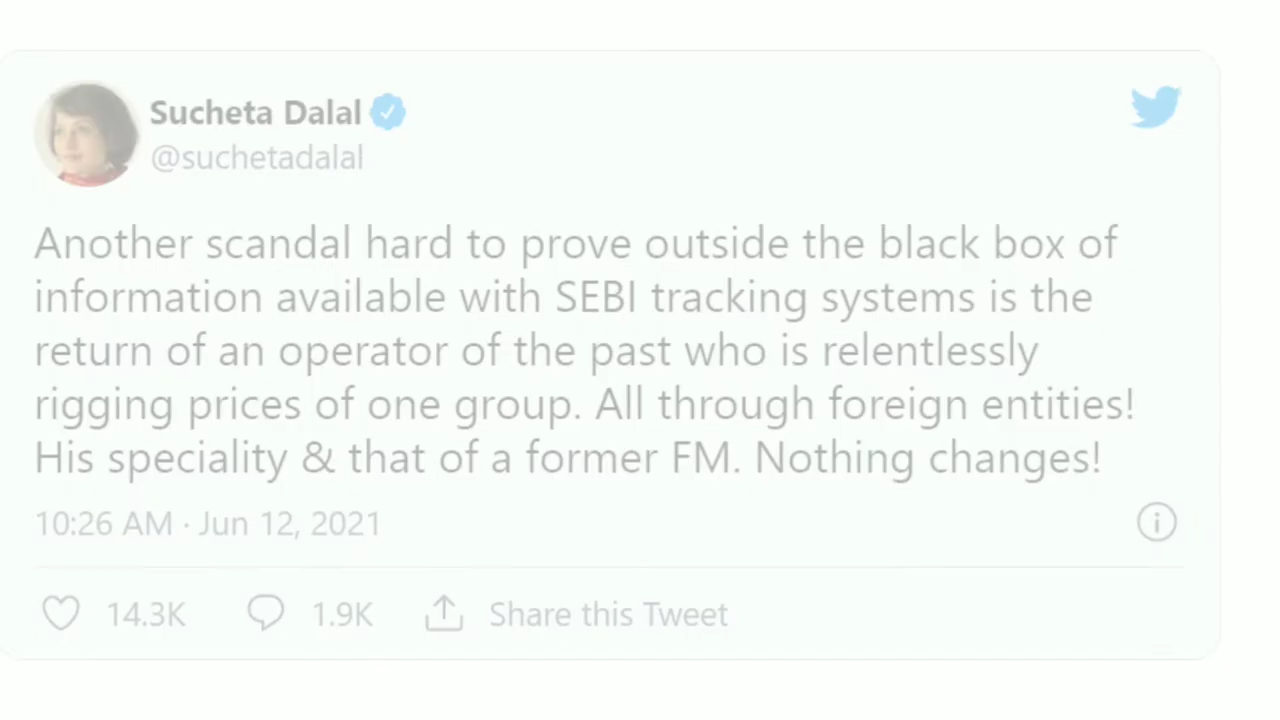 Sucheta Dalal
@suchetadalal
Another scandal hard to prove outside the black box of
information available with SEBI tracking systems is the
return of an operator of the past who is relentlessly
rigging prices of one group. All through foreign entities!
His speciality & that of a former FM. Nothing changes!
10:26 AM · Jun 12, 2021
14.3K 1.9K Share this Tweet